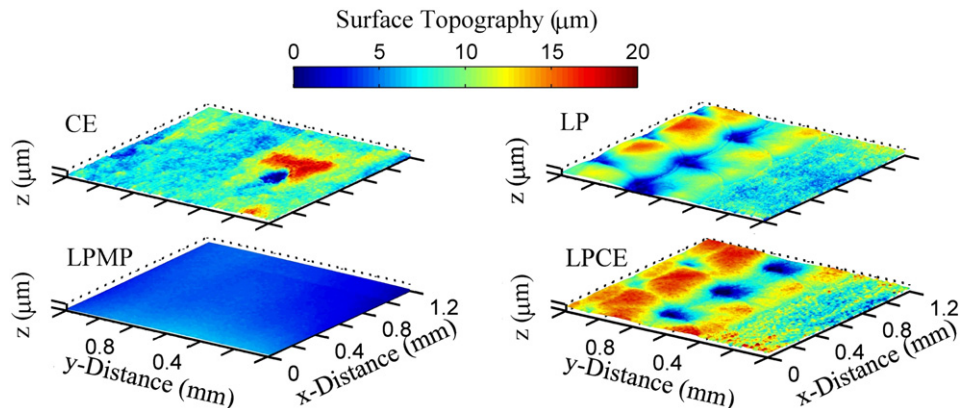 Surface Topography (µm)
0 5 10 15 20
CE
LP
z (µm)
z (µm)
LPMP
LPCE
z (µm)
z (µm)
0.8
0.4
0
0.4
0.8
1.2
y-Distance (mm)
x-Distance (mm)
0.8
0.4
0
0.4
0.8
1.2
y-Distance (mm)
x-Distance (mm)